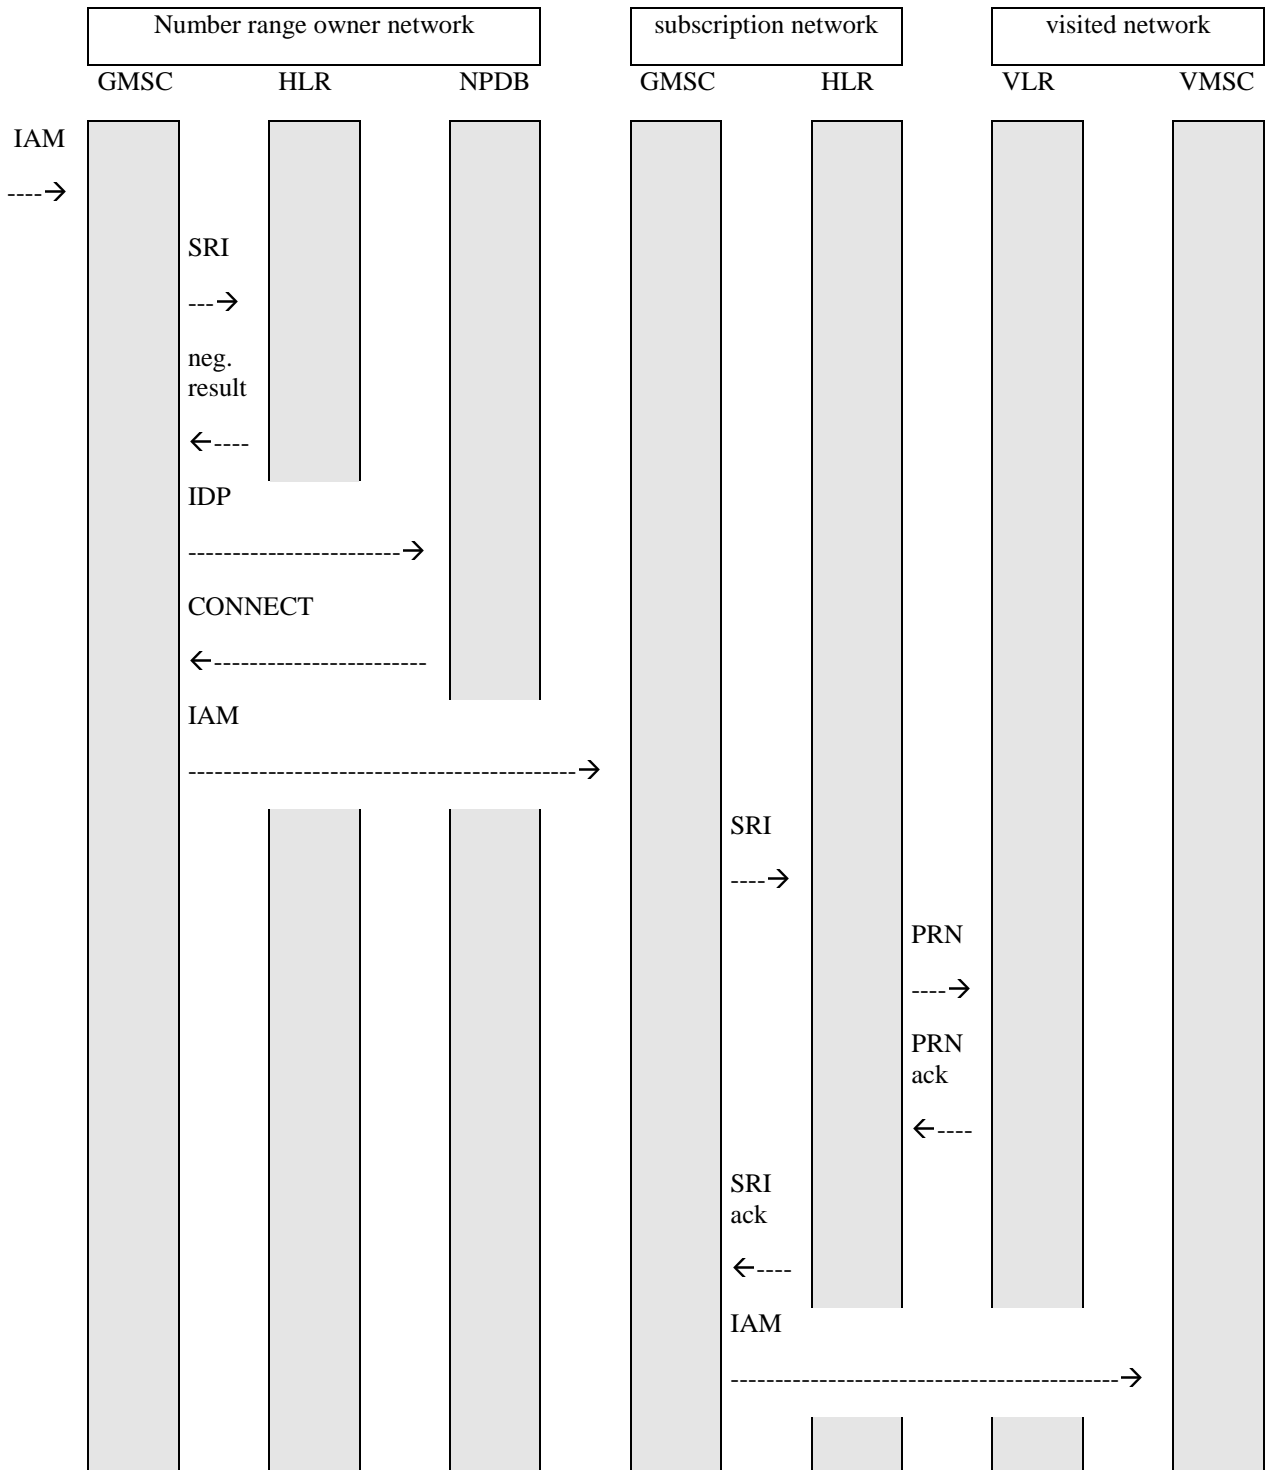 Number range owner network
subscription network
visited network
GMSC
HLR
NPDB
GMSC
HLR
VLR
VMSC
IAM
SRI
neg.
result
IDP
CONNECT
IAM
SRI
PRN
PRN
ack
SRI
ack
IAM